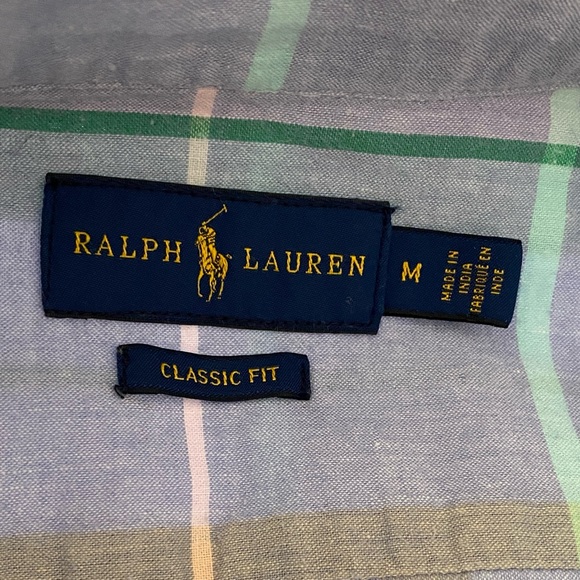 RALPH LAUREN
M
MADE IN
INDIA
FABRIQUÉ EN
INDE
CLASSIC FIT